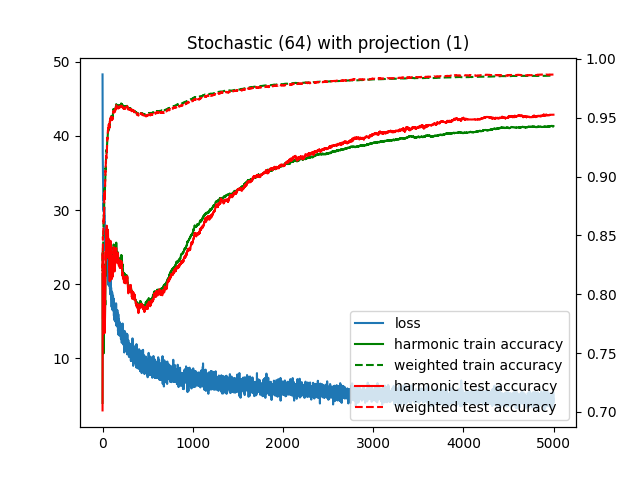 Stochastic (64) with projection (1)
50
40
30
20
10
1.00
0.95
0.90
0.85
0.80
0.75
0.70
loss
harmonic train accuracy
weighted train accuracy
harmonic test accuracy
weighted test accuracy
0 1000 2000 3000 4000 5000